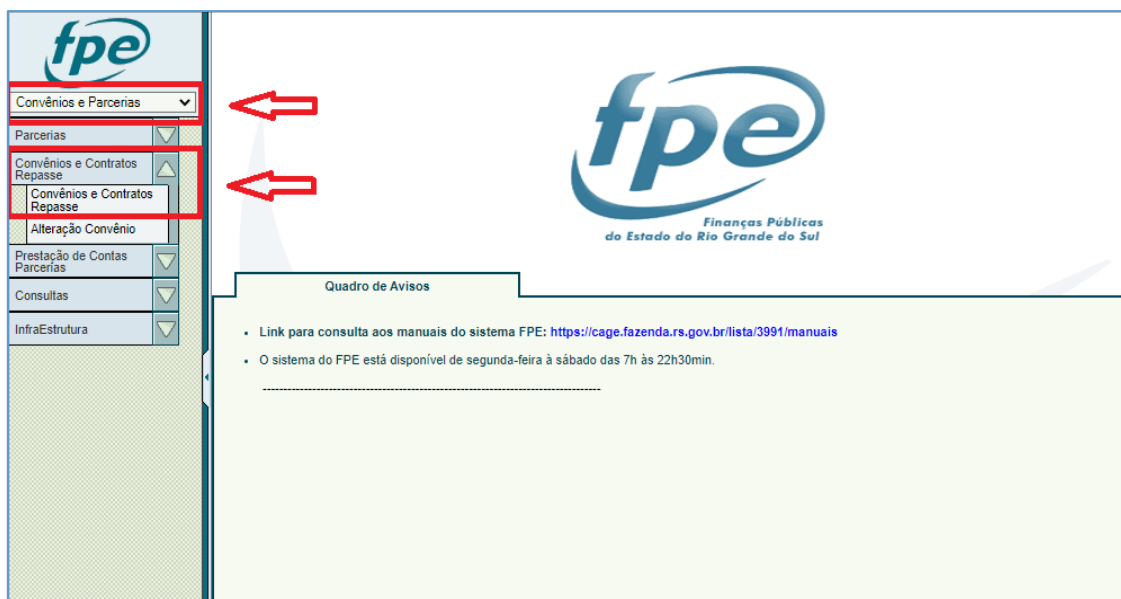 fpe
Convênios e Parcerias
Parcerias
Convênios e Contratos
Repasse
Convênios e Contratos
Repasse
Alteração Convênio
Prestação de Contas
Parcerias
Consultas
InfraEstrutura
fpe
Finanças Públicas
do Estado do Rio Grande do Sul
Quadro de Avisos
• Link para consulta aos manuais do sistema FPE: https://cage.fazenda.rs.gov.br/lista/3991/manuais
• O sistema do FPE está disponível de segunda-feira à sábado das 7h às 22h30min.